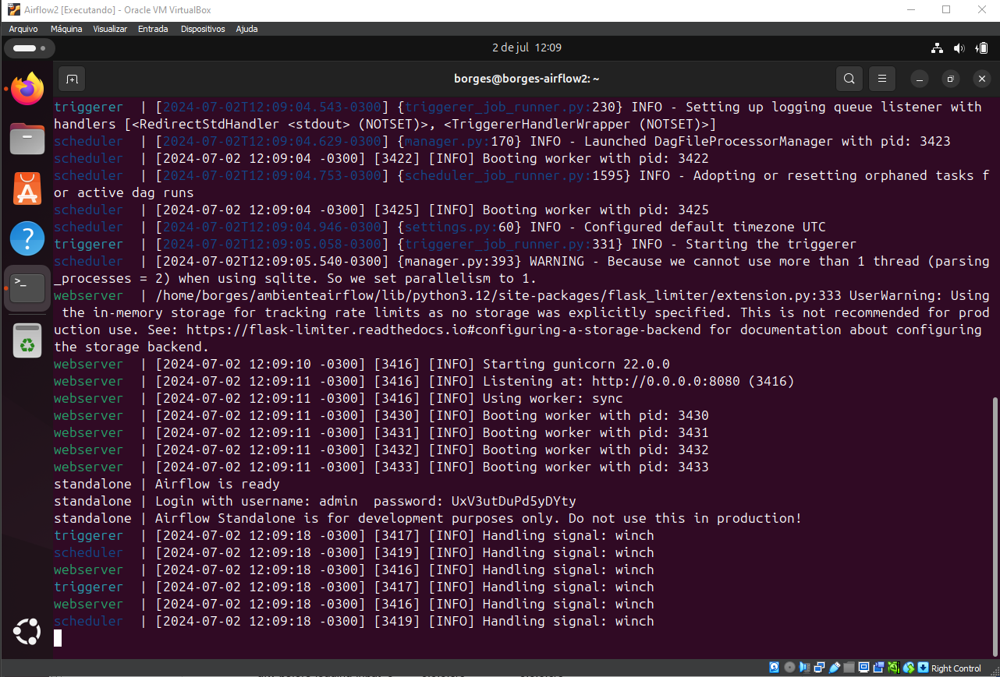 Airflow2 [Executando] - Oracle VM VirtualBox
Arquivo Máquina Visualizar Entrada Dispositivos Ajuda
2 de jul 12:09
borges@borges-airflow2: ~
triggerer | [2024-07-02T12:09:04.543-0300] {triggerer_job_runner.py:230} INFO - Setting up logging queue listener with
handlers [<RedirectStdHandler <stdout> (NOTSET)>, <TriggererHandlerWrapper (NOTSET)>]
scheduler | [2024-07-02T12:09:04.629-0300] {manager.py:170} INFO - Launched DagFileProcessorManager with pid: 3423
scheduler | [2024-07-02 12:09:04 -0300] [3422] [INFO] Booting worker with pid: 3422
scheduler | [2024-07-02T12:09:04.753-0300] {scheduler_job_runner.py:1595} INFO - Adopting or resetting orphaned tasks f
or active dag runs
scheduler | [2024-07-02 12:09:04 -0300] [3425] [INFO] Booting worker with pid: 3425
scheduler | [2024-07-02T12:09:04.946-0300] {settings.py:60} INFO - Configured default timezone UTC
triggerer | [2024-07-02T12:09:05.058-0300] {triggerer_job_runner.py:331} INFO - Starting the triggerer
scheduler | [2024-07-02T12:09:05.540-0300] {manager.py:393} WARNING - Because we cannot use more than 1 thread (parsing
_processes = 2) when using sqlite. So we set parallelism to 1.
webserver | /home/borges/ambienteairflow/lib/python3.12/site-packages/flask_limiter/extension.py:333 UserWarning: Using
the in-memory storage for tracking rate limits as no storage was explicitly specified. This is not recommended for prod
uction use. See: https://flask-limiter.readthedocs.io#configuring-a-storage-backend for documentation about configuring
the storage backend.
webserver | [2024-07-02 12:09:10 -0300] [3416] [INFO] Starting gunicorn 22.0.0
webserver | [2024-07-02 12:09:11 -0300] [3416] [INFO] Listening at: http://0.0.0.0:8080 (3416)
webserver | [2024-07-02 12:09:11 -0300] [3416] [INFO] Using worker: sync
webserver | [2024-07-02 12:09:11 -0300] [3430] [INFO] Booting worker with pid: 3430
webserver | [2024-07-02 12:09:11 -0300] [3431] [INFO] Booting worker with pid: 3431
webserver | [2024-07-02 12:09:11 -0300] [3432] [INFO] Booting worker with pid: 3432
webserver | [2024-07-02 12:09:11 -0300] [3433] [INFO] Booting worker with pid: 3433
standalone | Airflow is ready
standalone | Login with username: admin password: UxV3utDuPd5yDYty
standalone | Airflow Standalone is for development purposes only. Do not use this in production!
triggerer | [2024-07-02 12:09:18 -0300] [3417] [INFO] Handling signal: winch
scheduler | [2024-07-02 12:09:18 -0300] [3419] [INFO] Handling signal: winch
webserver | [2024-07-02 12:09:18 -0300] [3416] [INFO] Handling signal: winch
triggerer | [2024-07-02 12:09:18 -0300] [3417] [INFO] Handling signal: winch
webserver | [2024-07-02 12:09:18 -0300] [3416] [INFO] Handling signal: winch
scheduler | [2024-07-02 12:09:18 -0300] [3419] [INFO] Handling signal: winch
Right Control